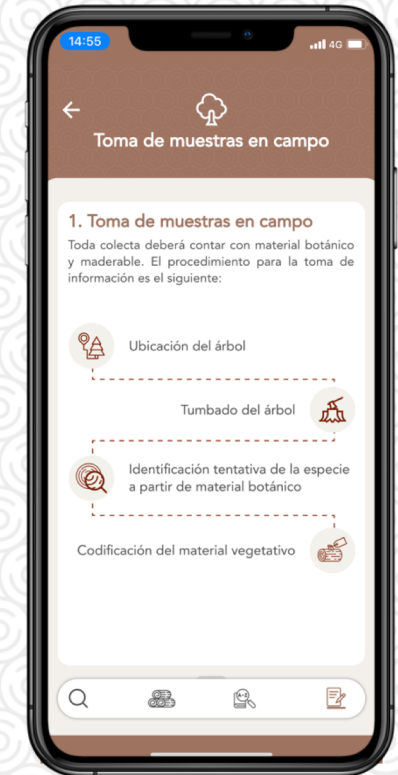 14:55
4G
Toma de muestras en campo
1. Toma de muestras en campo
Toda colecta deberá contar con material botánico
y maderable. El procedimiento para la toma de
información es el siguiente:
Ubicación del árbol
Tumbado del árbol
Identificación tentativa de la especie
a partir de material botánico
Codificación del material vegetativo
A-Z